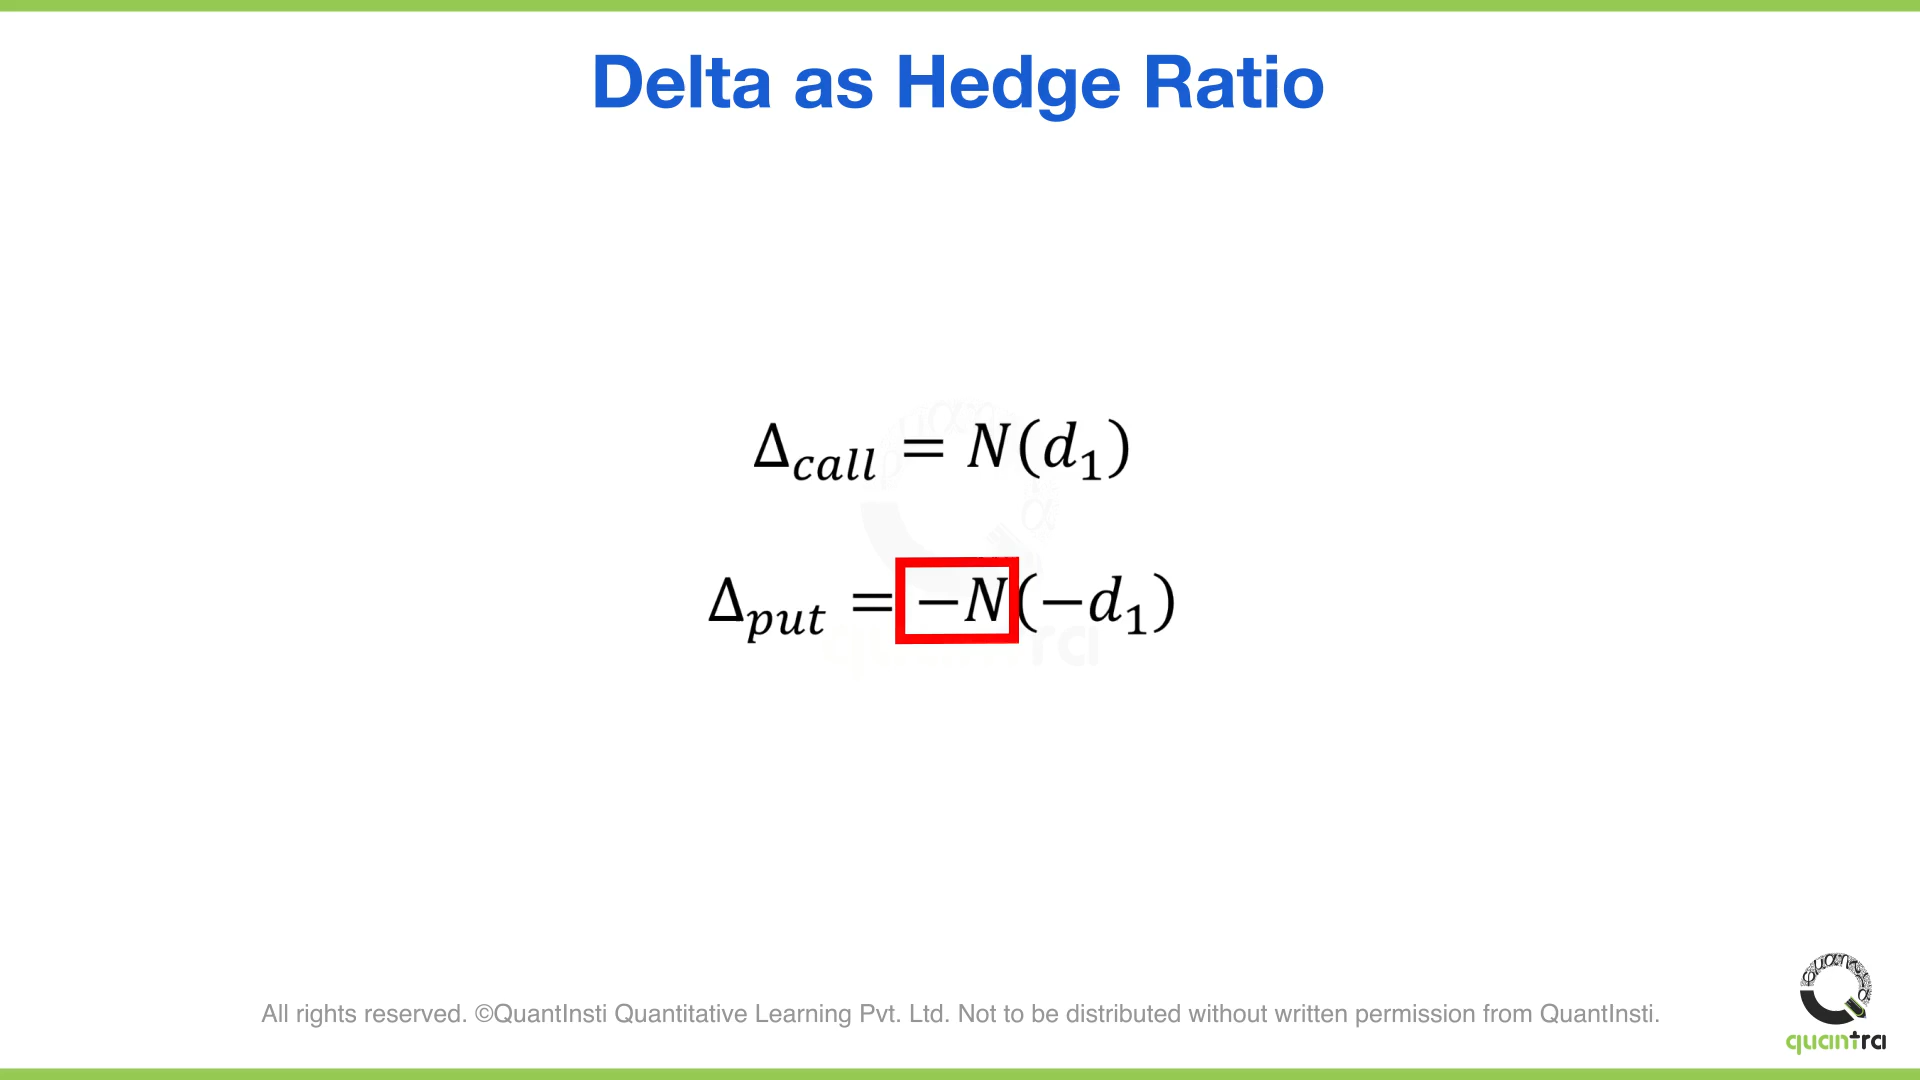 Delta as Hedge Ratio
Δcall = N(d₁)
Δput = −N(−d₁)
All rights reserved. ©QuantInsti Quantitative Learning Pvt. Ltd. Not to be distributed without written permission from QuantInsti.
quantra